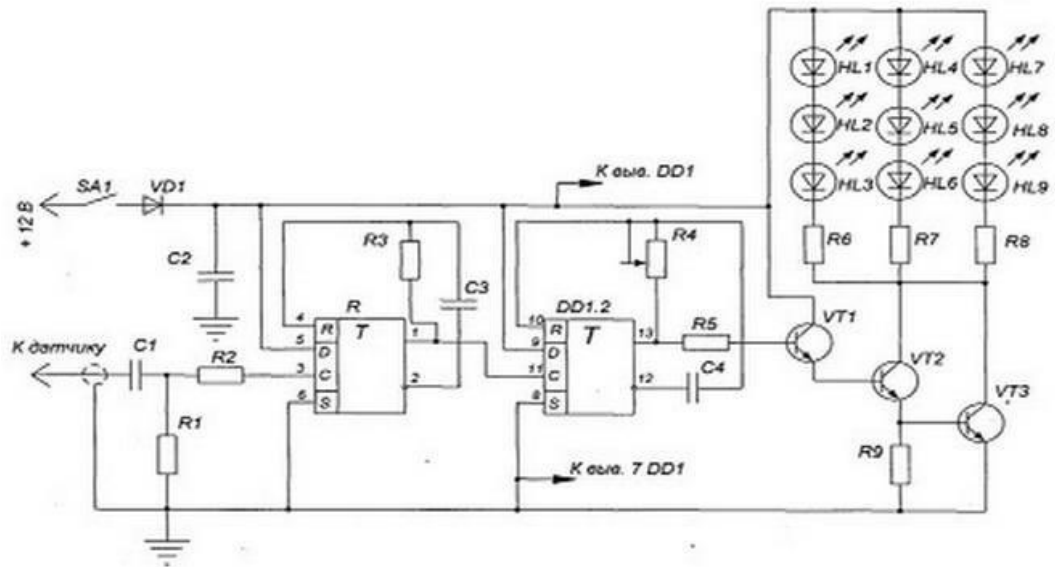 HL1
HL4
HL7
HL2
HL5
HL8
HL3
HL6
HL9
SA1
VD1
К выв. DD1
+ 12 В
R3
R4
R6
R7
R8
C2
C3
R
DD1.2
4
R
T
1
10
R
T
13
R5
VT1
К датчику
C1
R2
5
D
9
D
3
C
2
11
C
12
C4
VT2
6
S
8
S
VT3
R1
R9
К выв. 7 DD1